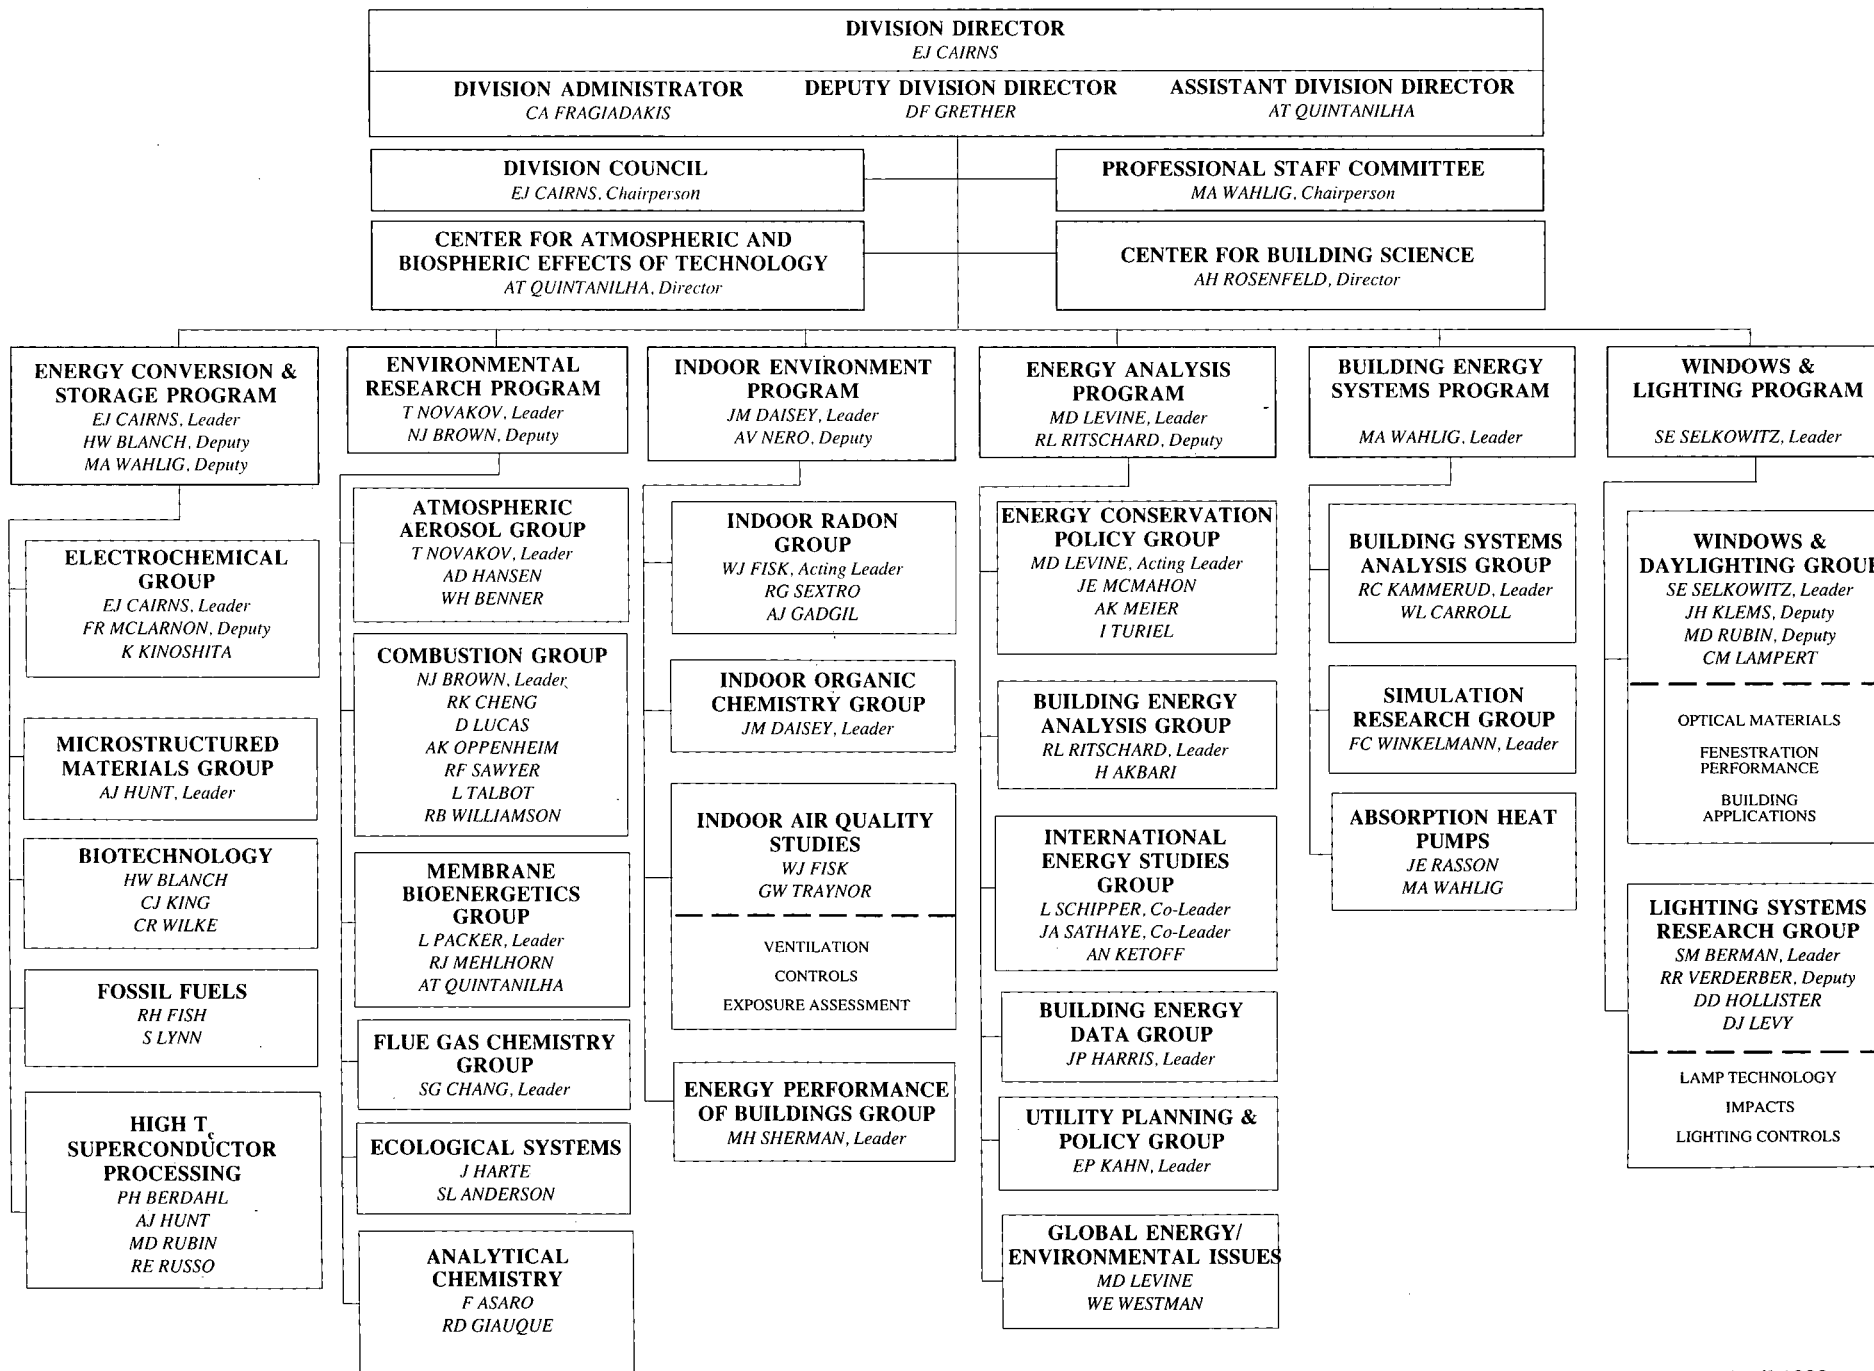 DIVISION DIRECTOR
EJ CAIRNS
DIVISION ADMINISTRATOR
CA FRAGIADAKIS
DEPUTY DIVISION DIRECTOR
DF GRETHER
ASSISTANT DIVISION DIRECTOR
AT QUINTANILHA
DIVISION COUNCIL
EJ CAIRNS, Chairperson
PROFESSIONAL STAFF COMMITTEE
MA WAHLIG, Chairperson
CENTER FOR ATMOSPHERIC AND
BIOSPHERIC EFFECTS OF TECHNOLOGY
AT QUINTANILHA, Director
CENTER FOR BUILDING SCIENCE
AH ROSENFELD, Director
ENERGY CONVERSION &
STORAGE PROGRAM
EJ CAIRNS, Leader
HW BLANCH, Deputy
MA WAHLIG, Deputy
ELECTROCHEMICAL
GROUP
EJ CAIRNS, Leader
FR MCLARNON, Deputy
K KINOSHITA
MICROSTRUCTURED
MATERIALS GROUP
AJ HUNT, Leader
BIOTECHNOLOGY
HW BLANCH
CJ KING
CR WILKE
FOSSIL FUELS
RH FISH
S LYNN
HIGH Tc
SUPERCONDUCTOR
PROCESSING
PH BERDAHL
AJ HUNT
MD RUBIN
RE RUSSO
ENVIRONMENTAL
RESEARCH PROGRAM
T NOVAKOV, Leader
NJ BROWN, Deputy
ATMOSPHERIC
AEROSOL GROUP
T NOVAKOV, Leader
AD HANSEN
WH BENNER
COMBUSTION GROUP
NJ BROWN, Leader
RK CHENG
D LUCAS
AK OPPENHEIM
RF SAWYER
L TALBOT
RB WILLIAMSON
MEMBRANE
BIOENERGETICS
GROUP
L PACKER, Leader
RJ MEHLHORN
AT QUINTANILHA
FLUE GAS CHEMISTRY
GROUP
SG CHANG, Leader
ECOLOGICAL SYSTEMS
J HARTE
SL ANDERSON
ANALYTICAL
CHEMISTRY
F ASARO
RD GIAUQUE
INDOOR ENVIRONMENT
PROGRAM
JM DAISEY, Leader
AV NERO, Deputy
INDOOR RADON
GROUP
WJ FISK, Acting Leader
RG SEXTRO
AJ GADGIL
INDOOR ORGANIC
CHEMISTRY GROUP
JM DAISEY, Leader
INDOOR AIR QUALITY
STUDIES
WJ FISK
GW TRAYNOR
VENTILATION
CONTROLS
EXPOSURE ASSESSMENT
ENERGY PERFORMANCE
OF BUILDINGS GROUP
MH SHERMAN, Leader
ENERGY ANALYSIS
PROGRAM
MD LEVINE, Leader
RL RITSCHARD, Deputy
ENERGY CONSERVATION
POLICY GROUP
MD LEVINE, Acting Leader
JE MCMAHON
AK MEIER
I TURIEL
BUILDING ENERGY
ANALYSIS GROUP
RL RITSCHARD, Leader
H AKBARI
INTERNATIONAL
ENERGY STUDIES
GROUP
L SCHIPPER, Co-Leader
JA SATHAYE, Co-Leader
AN KETOFF
BUILDING ENERGY
DATA GROUP
JP HARRIS, Leader
UTILITY PLANNING &
POLICY GROUP
EP KAHN, Leader
GLOBAL ENERGY/
ENVIRONMENTAL ISSUES
MD LEVINE
WE WESTMAN
BUILDING ENERGY
SYSTEMS PROGRAM
MA WAHLIG, Leader
BUILDING SYSTEMS
ANALYSIS GROUP
RC KAMMERUD, Leader
WL CARROLL
SIMULATION
RESEARCH GROUP
FC WINKELMANN, Leader
ABSORPTION HEAT
PUMPS
JE RASSON
MA WAHLIG
WINDOWS &
LIGHTING PROGRAM
SE SELKOWITZ, Leader
WINDOWS &
DAYLIGHTING GROUP
SE SELKOWITZ, Leader
JH KLEMS, Deputy
MD RUBIN, Deputy
CM LAMPERT
OPTICAL MATERIALS
FENESTRATION
PERFORMANCE
BUILDING
APPLICATIONS
LIGHTING SYSTEMS
RESEARCH GROUP
SM BERMAN, Leader
RR VERDERBER, Deputy
DD HOLLISTER
DJ LEVY
LAMP TECHNOLOGY
IMPACTS
LIGHTING CONTROLS